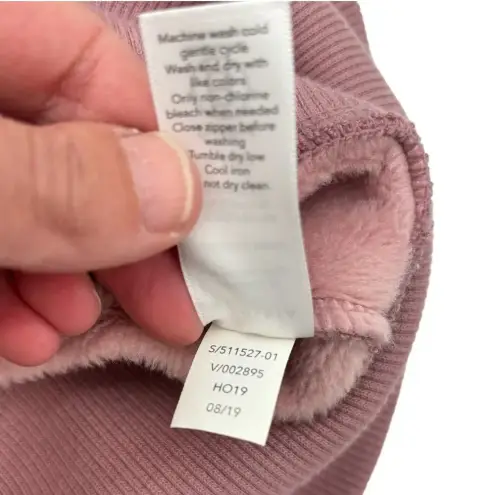 Machine wash cold
gentle cycle
Wash and dry with
like colors
Only non-chlorine
bleach when needed
Close zipper before
washing
Tumble dry low
Cool iron
not dry clean
S/511527-01
V/002895
HO19
08/19